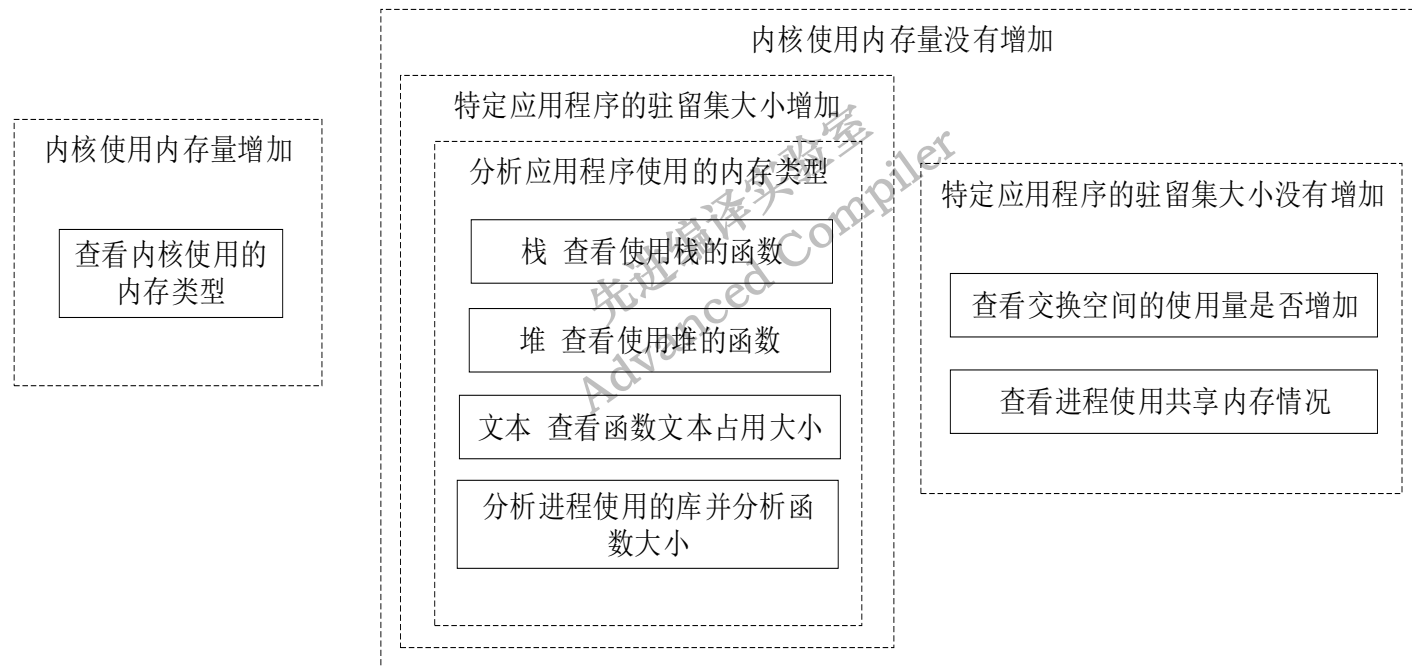 内核使用内存量增加
查看内核使用的
内存类型
内核使用内存量没有增加
特定应用程序的驻留集大小增加
分析应用程序使用的内存类型
栈 查看使用栈的函数
堆 查看使用堆的函数
文本 查看函数文本占用大小
分析进程使用的库并分析函
数大小
特定应用程序的驻留集大小没有增加
查看交换空间的使用量是否增加
查看进程使用共享内存情况
先进编译实验室
Advanced Compiler